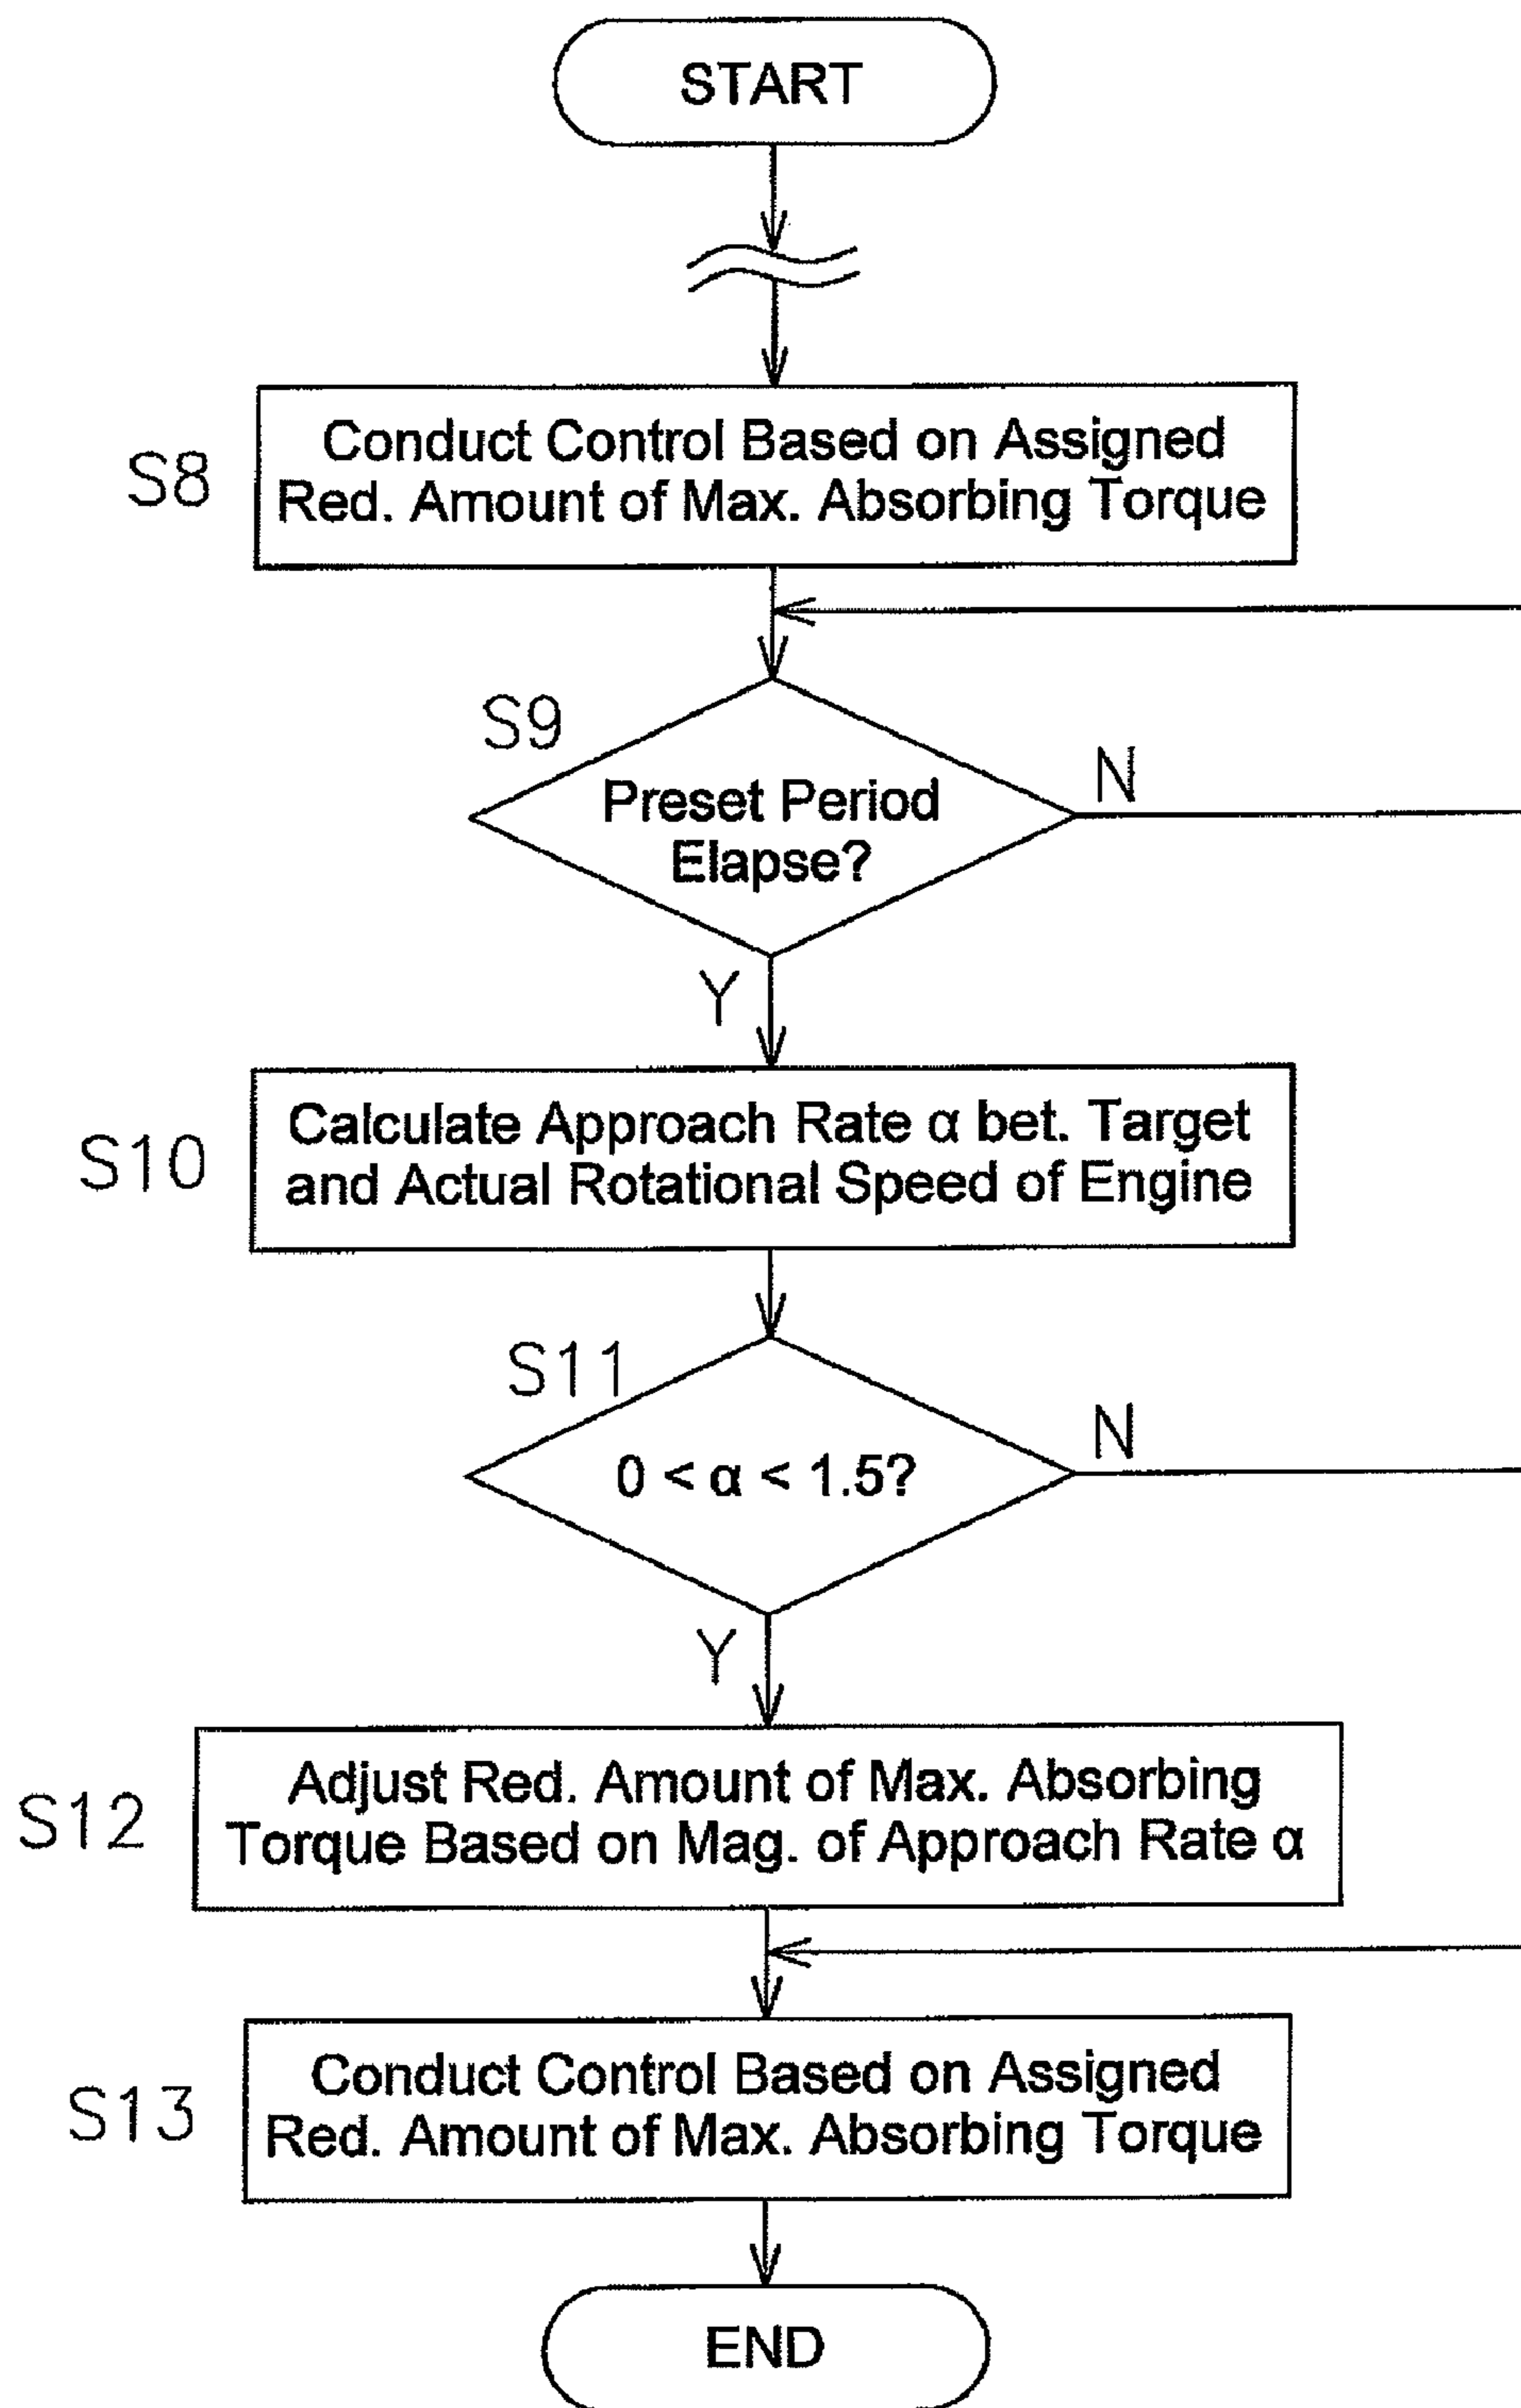 START
S8
Conduct Control Based on Assigned
Red. Amount of Max. Absorbing Torque
S9
Preset Period
Elapse?
N
Y
S10
Calculate Approach Rate α bet. Target
and Actual Rotational Speed of Engine
S11
0 < α < 1.5?
N
Y
S12
Adjust Red. Amount of Max. Absorbing
Torque Based on Mag. of Approach Rate α
S13
Conduct Control Based on Assigned
Red. Amount of Max. Absorbing Torque
END